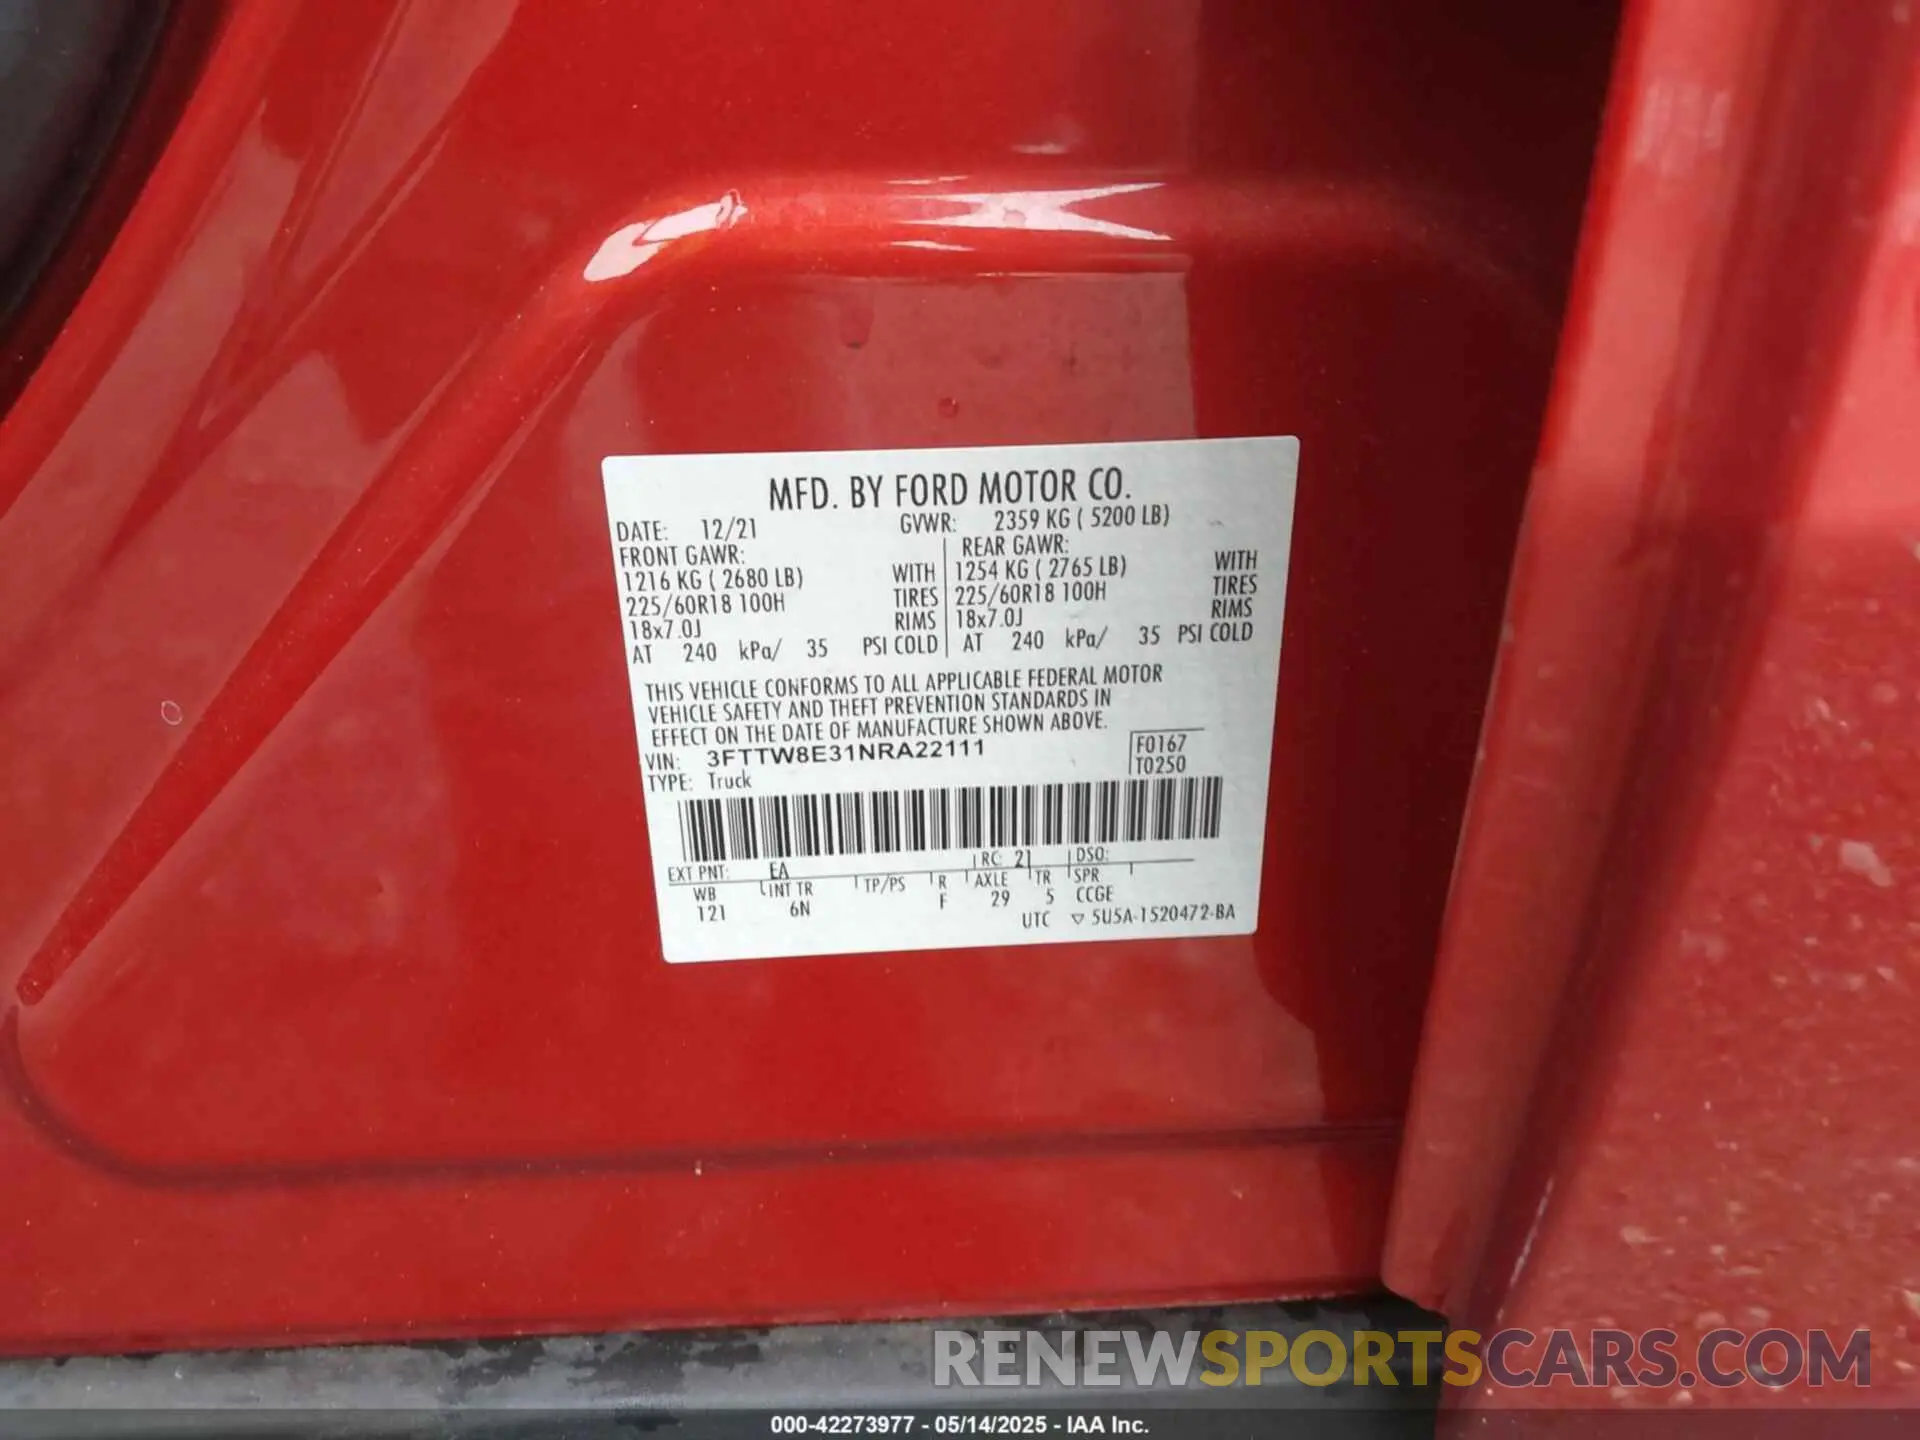 MFD. BY FORD MOTOR CO.
DATE: 12/21 GVWR: 2359 KG ( 5200 LB)
FRONT GAWR: REAR GAWR:
1216 KG ( 2680 LB) WITH 1254 KG ( 2765 LB) WITH
225/60R18 100H TIRES 225/60R18 100H TIRES
18x7.0J RIMS 18x7.0J RIMS
AT 240 kPa/ 35 PSI COLD AT 240 kPa/ 35 PSI COLD
THIS VEHICLE CONFORMS TO ALL APPLICABLE FEDERAL MOTOR
VEHICLE SAFETY AND THEFT PREVENTION STANDARDS IN
EFFECT ON THE DATE OF MANUFACTURE SHOWN ABOVE.
VIN: 3FTTW8E31NRA22111 F0167
TYPE: Truck T0250
EXT PNT: EA RC: 21 DSO:
WB INT TR TP/PS R AXLE TR SPR
121 6N F 29 5 CCGE
UTC ▽ 5U5A-1520472-BA
RENEWSPORTSCARS.COM
000-42273977 - 05/14/2025 - IAA Inc.